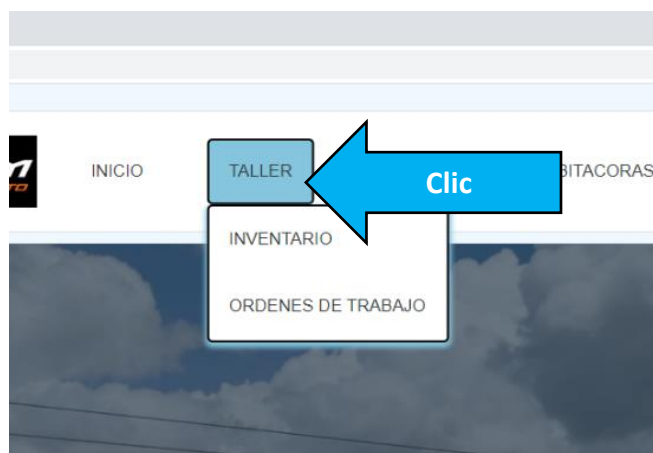 INICIO
TALLER
Clic
BITACORAS
INVENTARIO
ORDENES DE TRABAJO